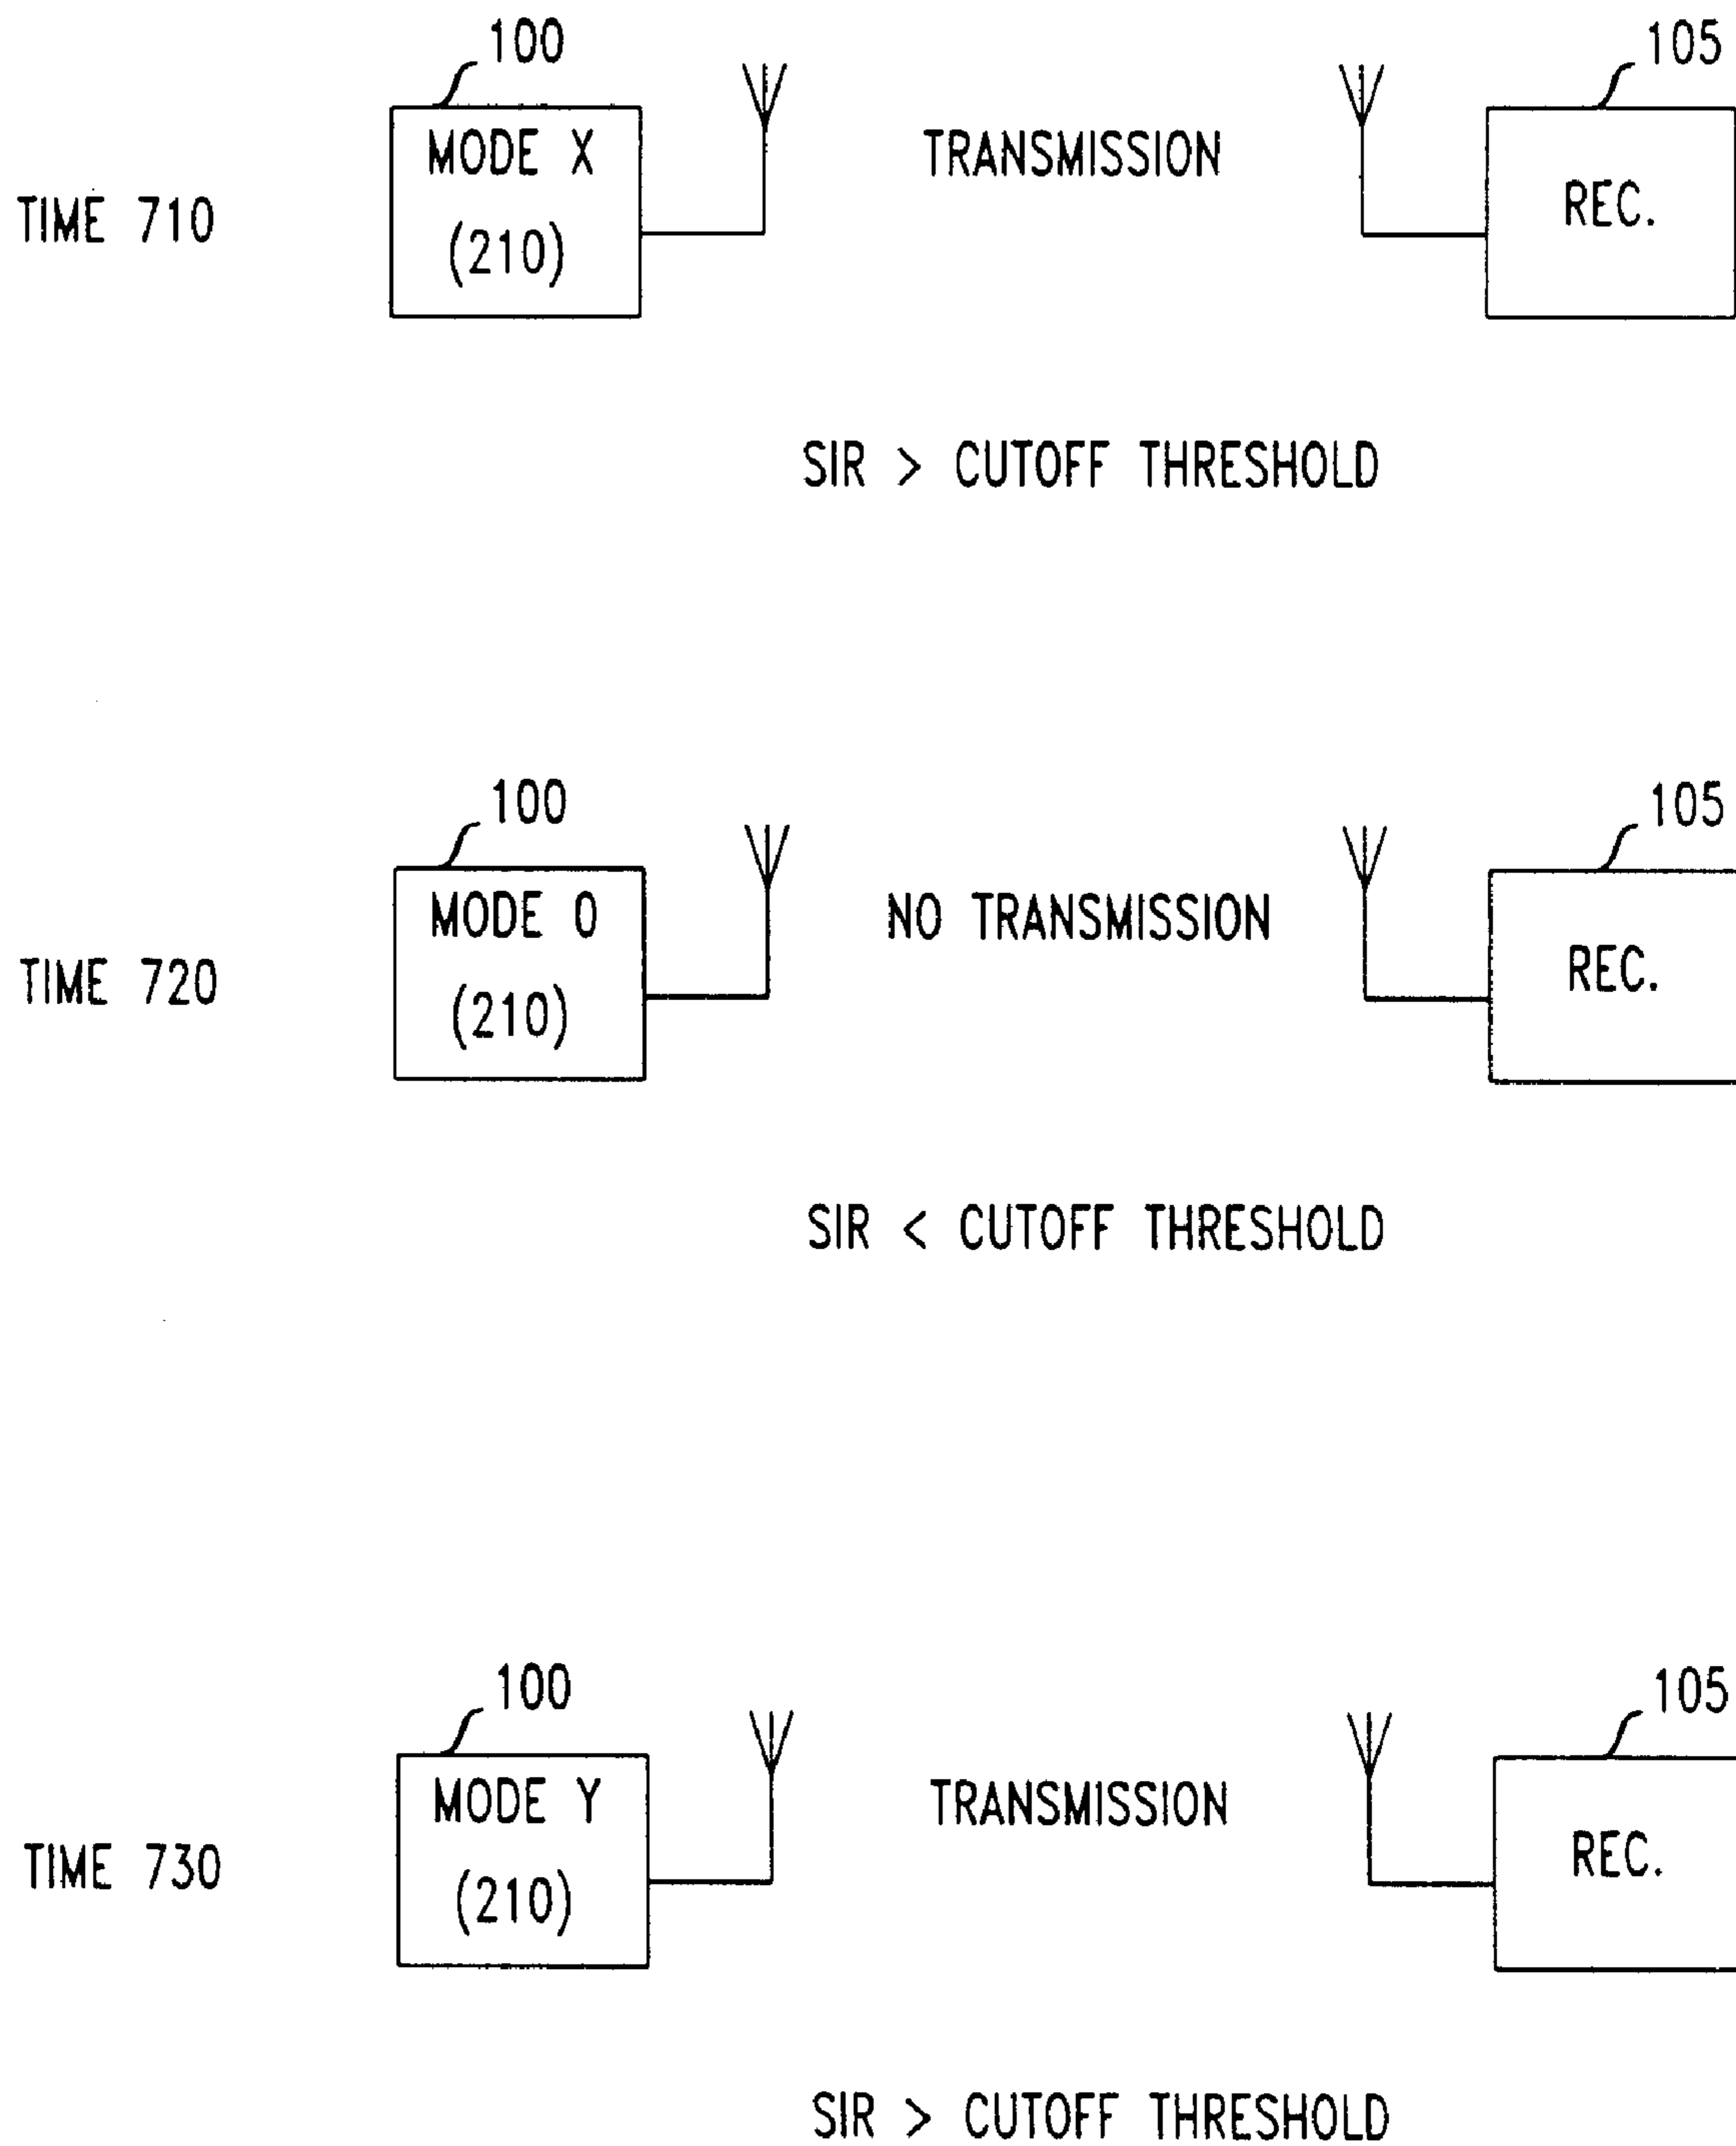 100
105
MODE X
TRANSMISSION
REC.
TIME 710
(210)
SIR > CUTOFF THRESHOLD
100
105
MODE 0
NO TRANSMISSION
REC.
TIME 720
(210)
SIR < CUTOFF THRESHOLD
100
105
MODE Y
TRANSMISSION
REC.
TIME 730
(210)
SIR > CUTOFF THRESHOLD